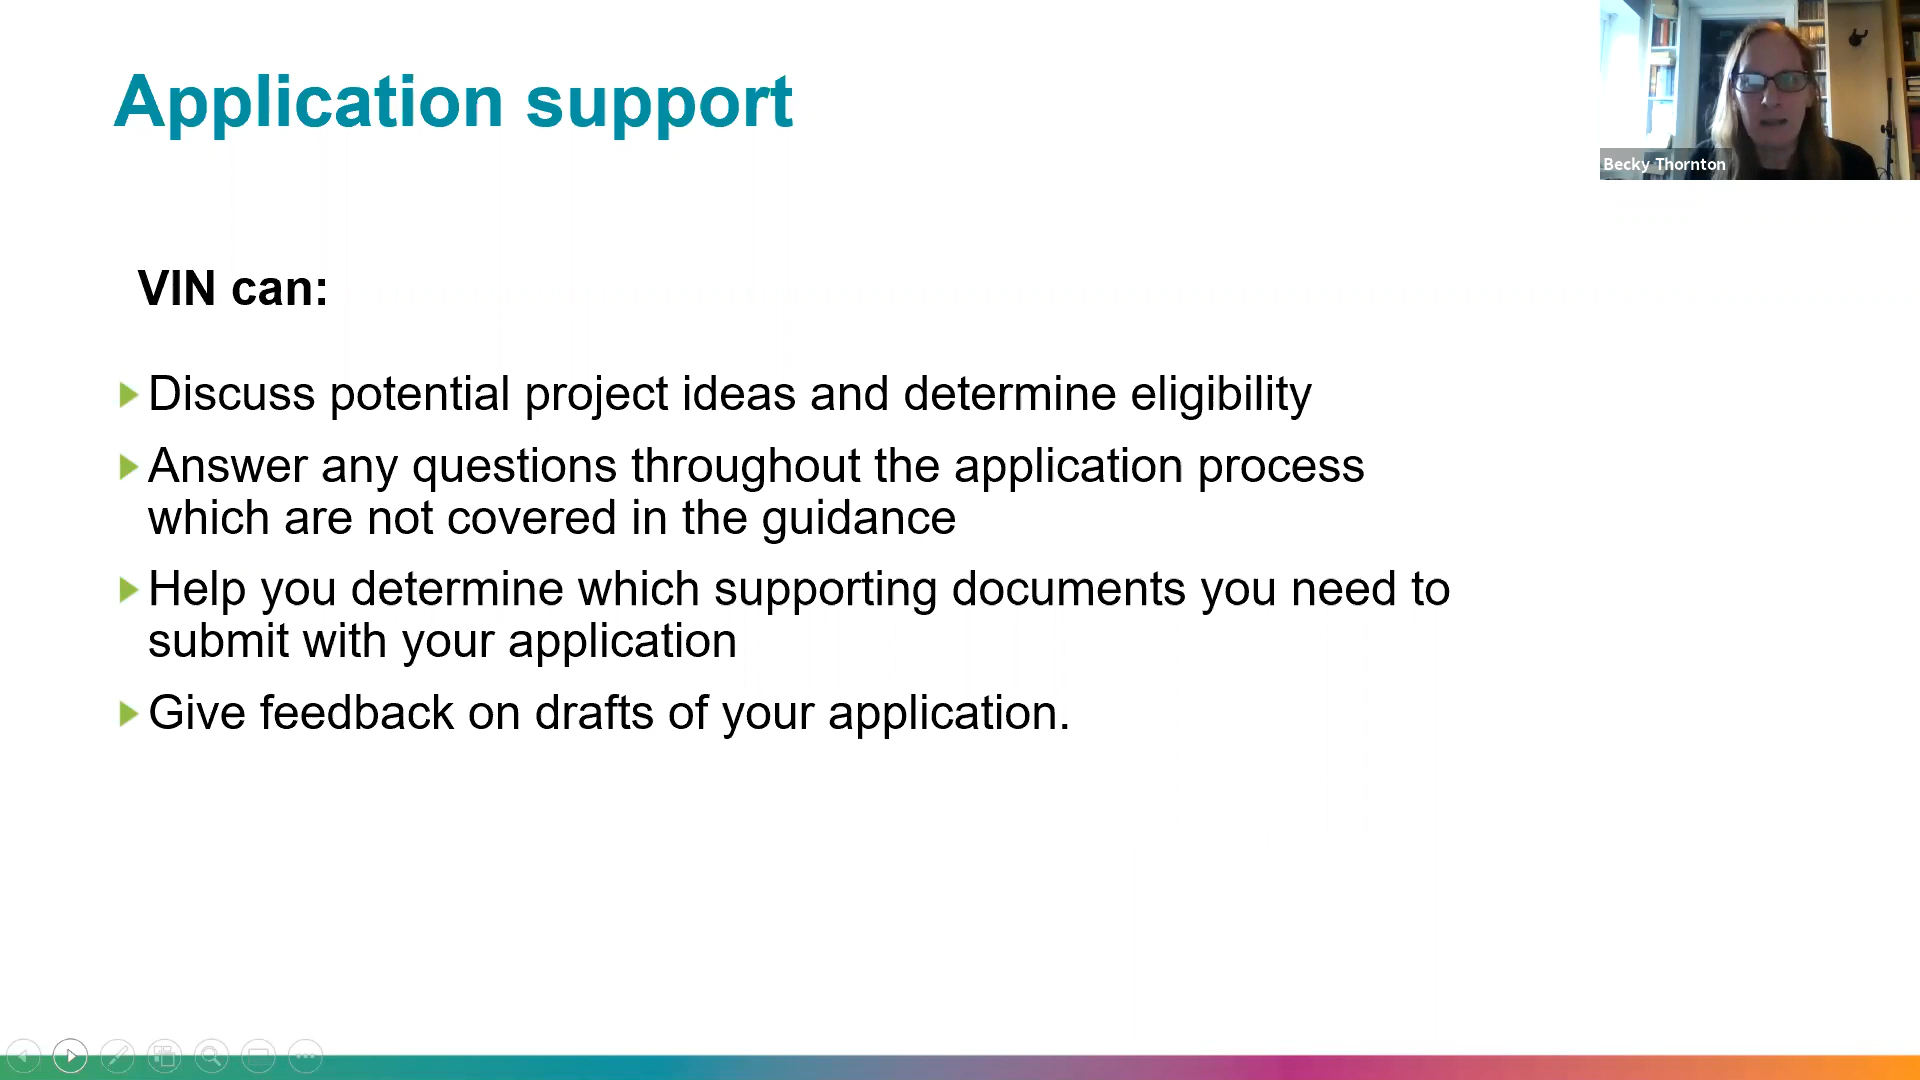 Application support
Becky Thornton
VIN can:
Discuss potential project ideas and determine eligibility
Answer any questions throughout the application process
which are not covered in the guidance
Help you determine which supporting documents you need to
submit with your application
Give feedback on drafts of your application.